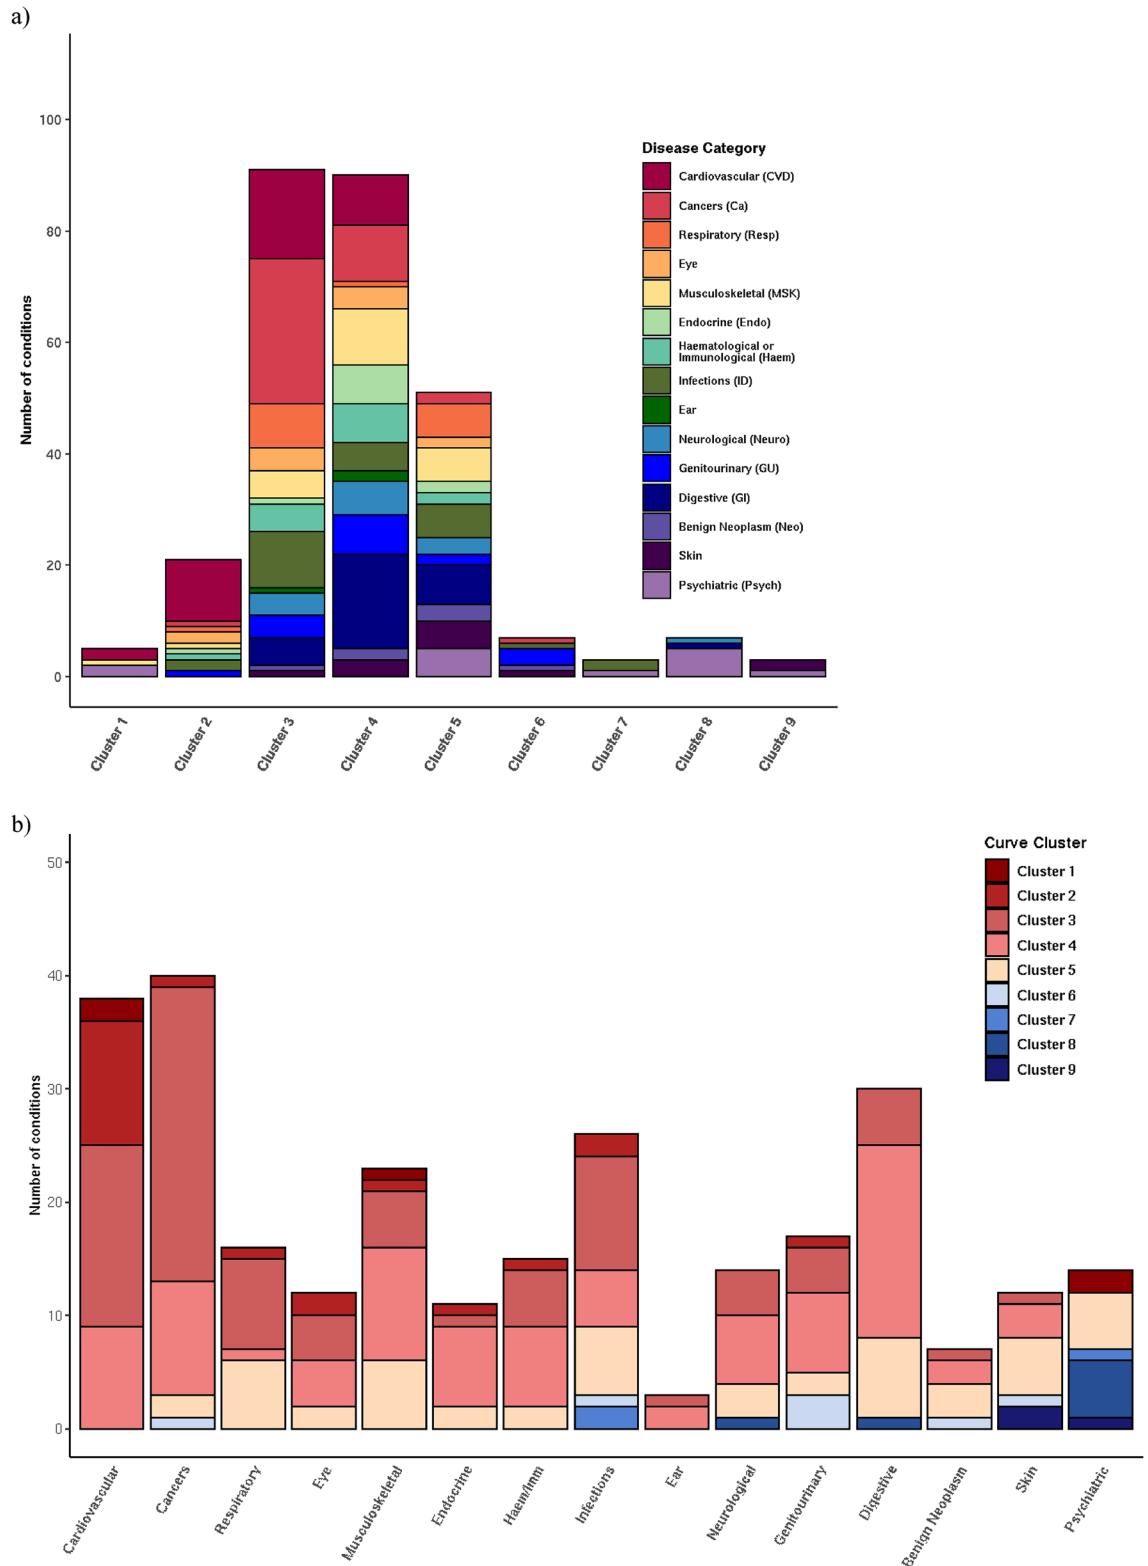 a)
Number of conditions
100
80
60
40
20
0
Cluster 1
Cluster 2
Cluster 3
Cluster 4
Cluster 5
Cluster 6
Cluster 7
Cluster 8
Cluster 9
Disease Category
Cardiovascular (CVD)
Cancers (Ca)
Respiratory (Resp)
Eye
Musculoskeletal (MSK)
Endocrine (Endo)
Haematological or
Immunological (Haem)
Infections (ID)
Ear
Neurological (Neuro)
Genitourinary (GU)
Digestive (GI)
Benign Neoplasm (Neo)
Skin
Psychiatric (Psych)
b)
Number of conditions
50
40
30
20
10
0
Cardiovascular
Cancers
Respiratory
Eye
Musculoskeletal
Endocrine
Haem/Imm
Infections
Ear
Neurological
Genitourinary
Digestive
Benign Neoplasm
Skin
Psychiatric
Curve Cluster
Cluster 1
Cluster 2
Cluster 3
Cluster 4
Cluster 5
Cluster 6
Cluster 7
Cluster 8
Cluster 9